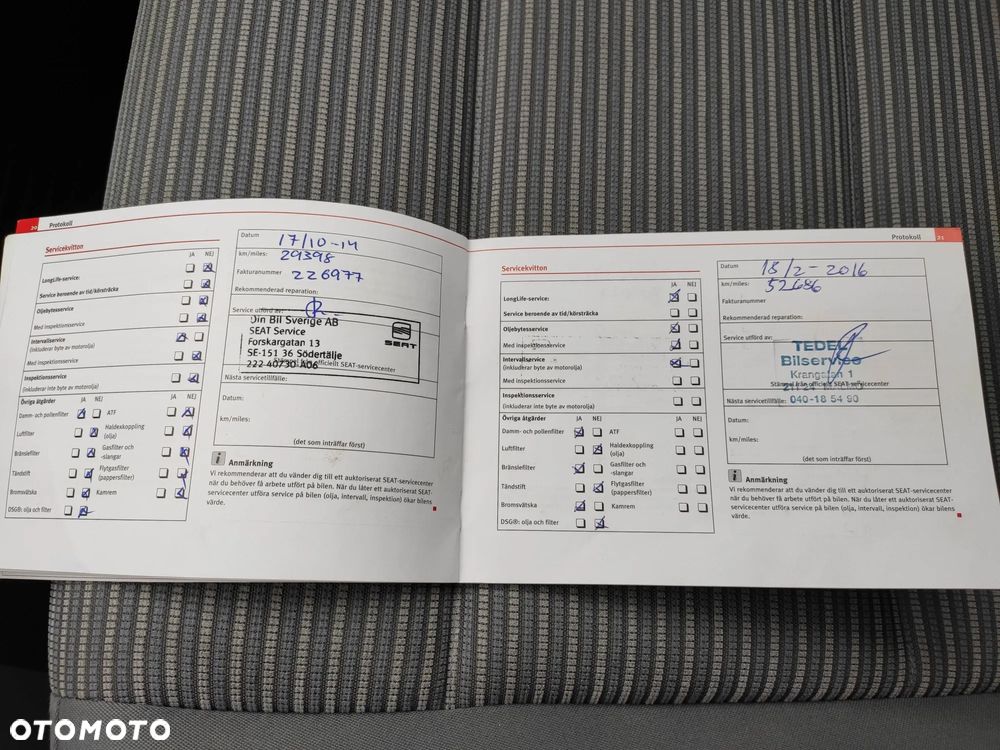 20 Protokoll
Servicekvitton
JA NEJ
LongLife-service:
Service beroende av tid/körsträcka
Oljebytesservice
Med inspektionsservice
Intervallservice
(inkluderar byte av motorolja)
Med inspektionsservice
Inspektionsservice
(inkluderar inte byte av motorolja)
Övriga åtgärder JA NEJ JA NEJ
Damm- och pollenfilter ATF
Luftfilter Haldexkoppling
(olja)
Bränslefilter Gasfilter och
-slangar
Tändstift Flytgasfilter
(pappersfilter)
Bromsvätska Kamrem
DSG®: olja och filter
Datum 17/10-14
km/miles: 29398
Fakturanummer 226977
Rekommenderad reparation:
Service utförd av:
Din Bil Sverige AB
SEAT Service
Forskargatan 13
SE-151 36 Södertälje
222 40730 A06
SEAT
Stämpel från officiellt SEAT-servicecenter
Nästa servicetillfälle:
Datum:
km/miles:
(det som inträffar först)
i Anmärkning
Vi rekommenderar att du vänder dig till ett auktoriserat SEAT-servicecenter
när du behöver få arbete utfört på bilen. När du låter ett auktoriserat SEAT-
servicecenter utföra service på bilen (olja, intervall, inspektion) ökar bilens
värde.
Protokoll 21
Servicekvitton
JA NEJ
LongLife-service:
Service beroende av tid/körsträcka
Oljebytesservice
Med inspektionsservice
Intervallservice
(inkluderar byte av motorolja)
Med inspektionsservice
Inspektionsservice
(inkluderar inte byte av motorolja)
Övriga åtgärder JA NEJ JA NEJ
Damm- och pollenfilter ATF
Luftfilter Haldexkoppling
(olja)
Bränslefilter Gasfilter och
-slangar
Tändstift Flytgasfilter
(pappersfilter)
Bromsvätska Kamrem
DSG®: olja och filter
Datum 18/2-2016
km/miles: 52686
Fakturanummer
Rekommenderad reparation:
Service utförd av:
Bilservice
1
Stämpel från officiellt SEAT-servicecenter
Nästa servicetillfälle: 040-18 54 90
Datum:
km/miles:
(det som inträffar först)
i Anmärkning
Vi rekommenderar att du vänder dig till ett auktoriserat SEAT-servicecenter
när du behöver få arbete utfört på bilen. När du låter ett auktoriserat SEAT-
servicecenter utföra service på bilen (olja, intervall, inspektion) ökar bilens
värde.
OTOMOTO